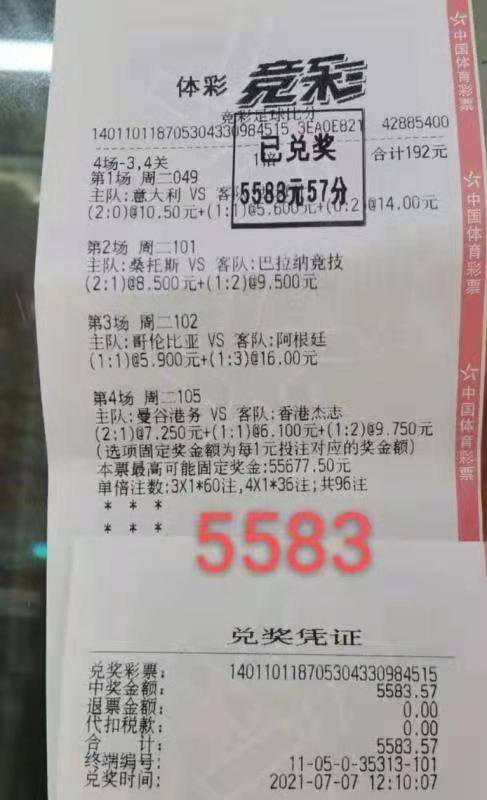 体彩 竞彩
竞彩足球比分
140110118705304330984515 3EA0E821 42885400
已兑奖
5583元57分
4场-3,4关 1倍 合计192元
第1场 周二049
主队:意大利 VS 客队:
(2:0)@10.50元+(1:1)@5.600元+(0:2)@14.00元
第2场 周二101
主队:桑托斯 VS 客队:巴拉纳竞技
(2:1)@8.500元+(1:2)@9.500元
第3场 周二102
主队:哥伦比亚 VS 客队:阿根廷
(1:1)@5.900元+(1:3)@16.00元
第4场 周二105
主队:曼谷港务 VS 客队:香港杰志
(2:1)@7.250元+(1:1)@6.100元+(1:2)@9.750元
(选项固定奖金额为每1元投注对应的奖金额)
本票最高可能固定奖金:55677.50元
单倍注数:3X1*60注,4X1*36注;共96注
* * *
* * *
5583
兑奖凭证
兑奖彩票: 140110118705304330984515
中奖金额: 5583.57
退票金额: 0.00
代扣税款: 0.00
合 计: 5583.57
终端编号: 11-05-0-35313-101
兑奖时间: 2021-07-07 12:10:07
中国体育彩票
中国体育彩票
中国体育彩票